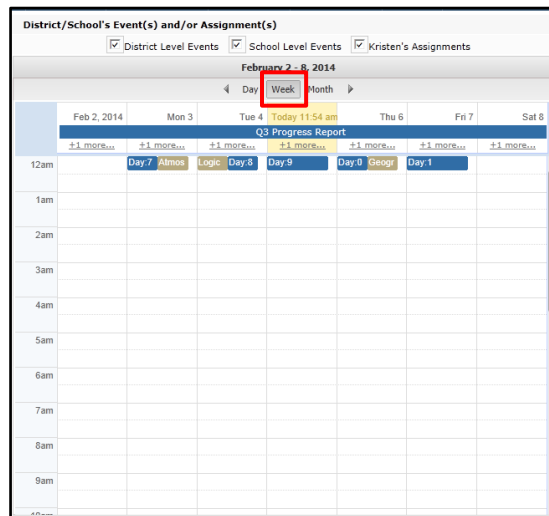 District/School's Event(s) and/or Assignment(s)
District Level Events School Level Events Kristen's Assignments
February 2 - 8, 2014
Day Week Month
Feb 2, 2014 Mon 3 Tue 4 Today 11:54 am Thu 6 Fri 7 Sat 8
Q3 Progress Report
+1 more... +1 more... +1 more... +1 more... +1 more... +1 more... +1 more...
12am Day:7 Atmos Logic Day:8 Day:9 Day:0 Geogr Day:1
1am
2am
3am
4am
5am
6am
7am
8am
9am
10am